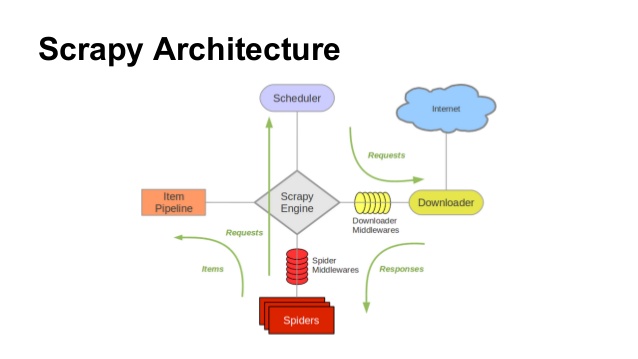 Scrapy Architecture
Scheduler
Internet
Requests
Item
Pipeline
Scrapy
Engine
Downloader
Downloader
Middlewares
Requests
Spider
Middlewares
Items
Responses
Spiders